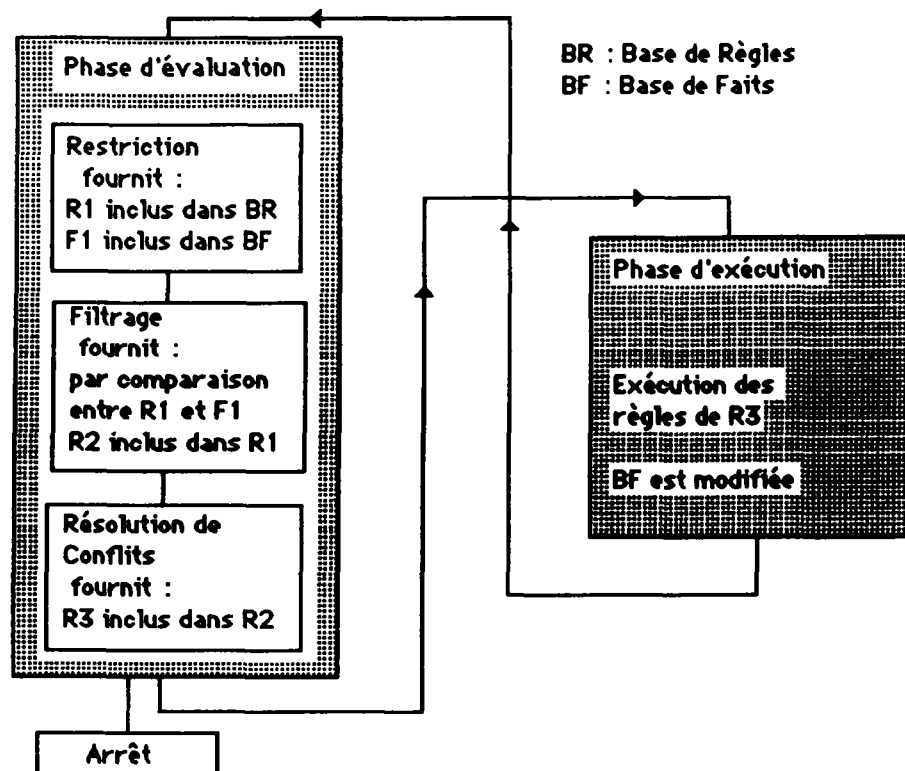 Phase d'évaluation
Restriction
fournit :
R1 inclus dans BR
F1 inclus dans BF
Filtrage
fournit :
par comparaison
entre R1 et F1
R2 inclus dans R1
Résolution de
Conflits
fournit :
R3 inclus dans R2
Arrêt
BR : Base de Règles
BF : Base de Faits
Phase d'exécution
Exécution des
règles de R3
BF est modifiée